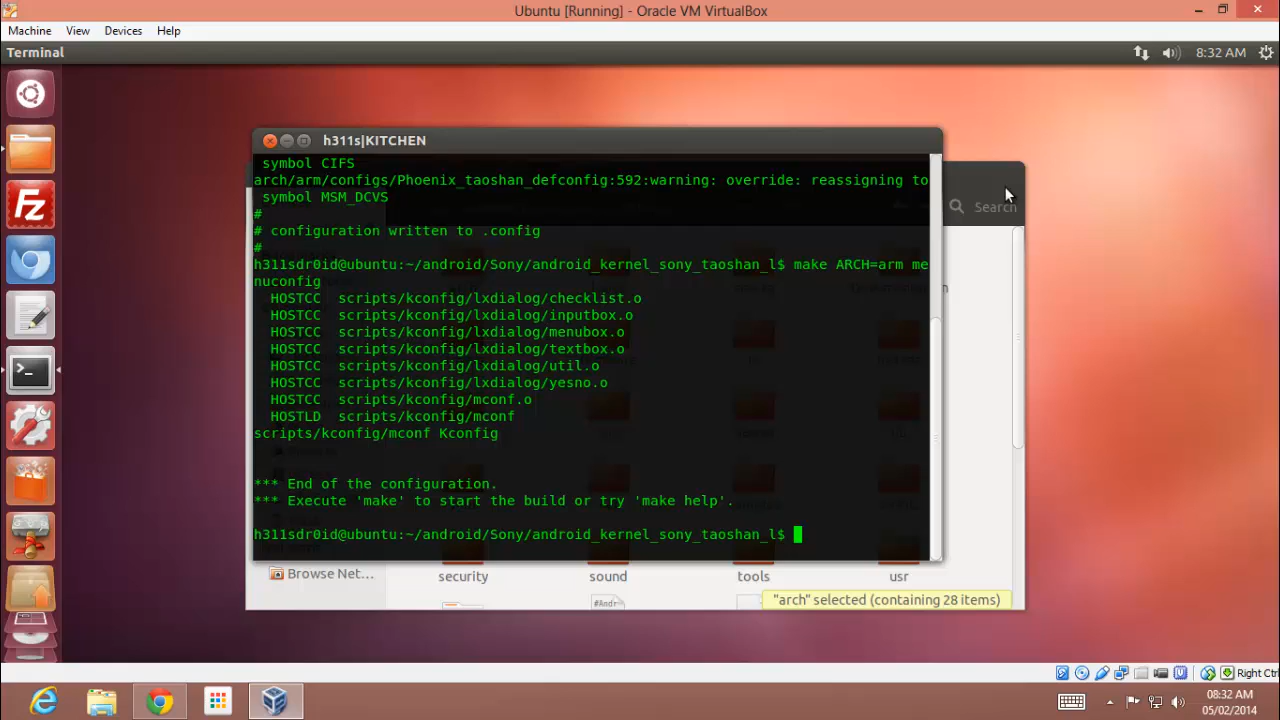 Ubuntu [Running] - Oracle VM VirtualBox
Machine View Devices Help
Terminal 8:32 AM
h311s|KITCHEN
Search
symbol CIFS
arch/arm/configs/Phoenix_taoshan_defconfig:592:warning: override: reassigning to
symbol MSM_DCVS
#
# configuration written to .config
#
h311sdr0id@ubuntu:~/android/Sony/android_kernel_sony_taoshan_l$ make ARCH=arm me
nuconfig
HOSTCC scripts/kconfig/lxdialog/checklist.o
HOSTCC scripts/kconfig/lxdialog/inputbox.o
HOSTCC scripts/kconfig/lxdialog/menubox.o
HOSTCC scripts/kconfig/lxdialog/textbox.o
HOSTCC scripts/kconfig/lxdialog/util.o
HOSTCC scripts/kconfig/lxdialog/yesno.o
HOSTCC scripts/kconfig/mconf.o
HOSTLD scripts/kconfig/mconf
scripts/kconfig/mconf Kconfig
*** End of the configuration.
*** Execute 'make' to start the build or try 'make help'.
h311sdr0id@ubuntu:~/android/Sony/android_kernel_sony_taoshan_l$
Browse Net... security sound tools usr
#Andr
"arch" selected (containing 28 items)
Right Ctrl
08:32 AM
05/02/2014